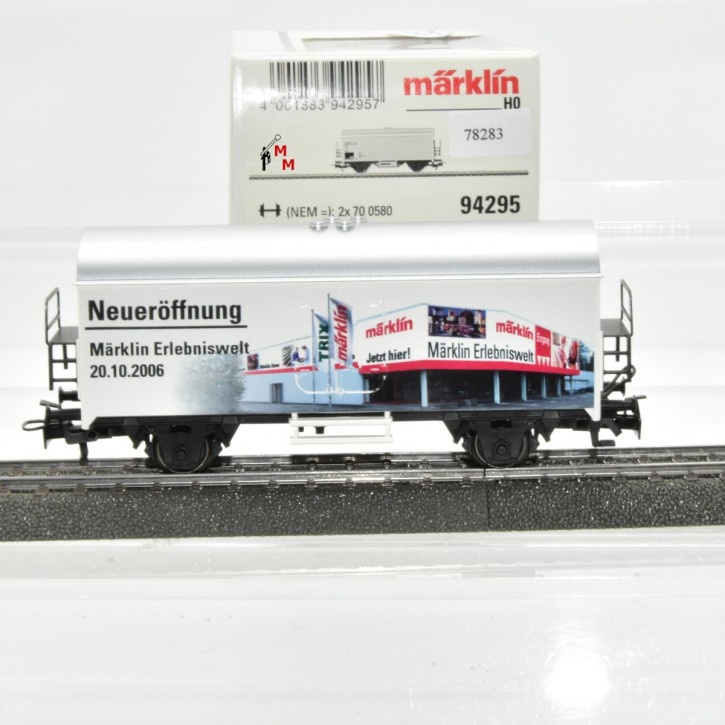 4 001883 942957
märklin
H0
78283
M
M
(NEM =): 2x 70 0580
94295
Neueröffnung
Märklin Erlebniswelt
20.10.2006
TRIX
märklin
märklin
Jetzt hier!
märklin
Märklin Erlebniswelt
Eingang